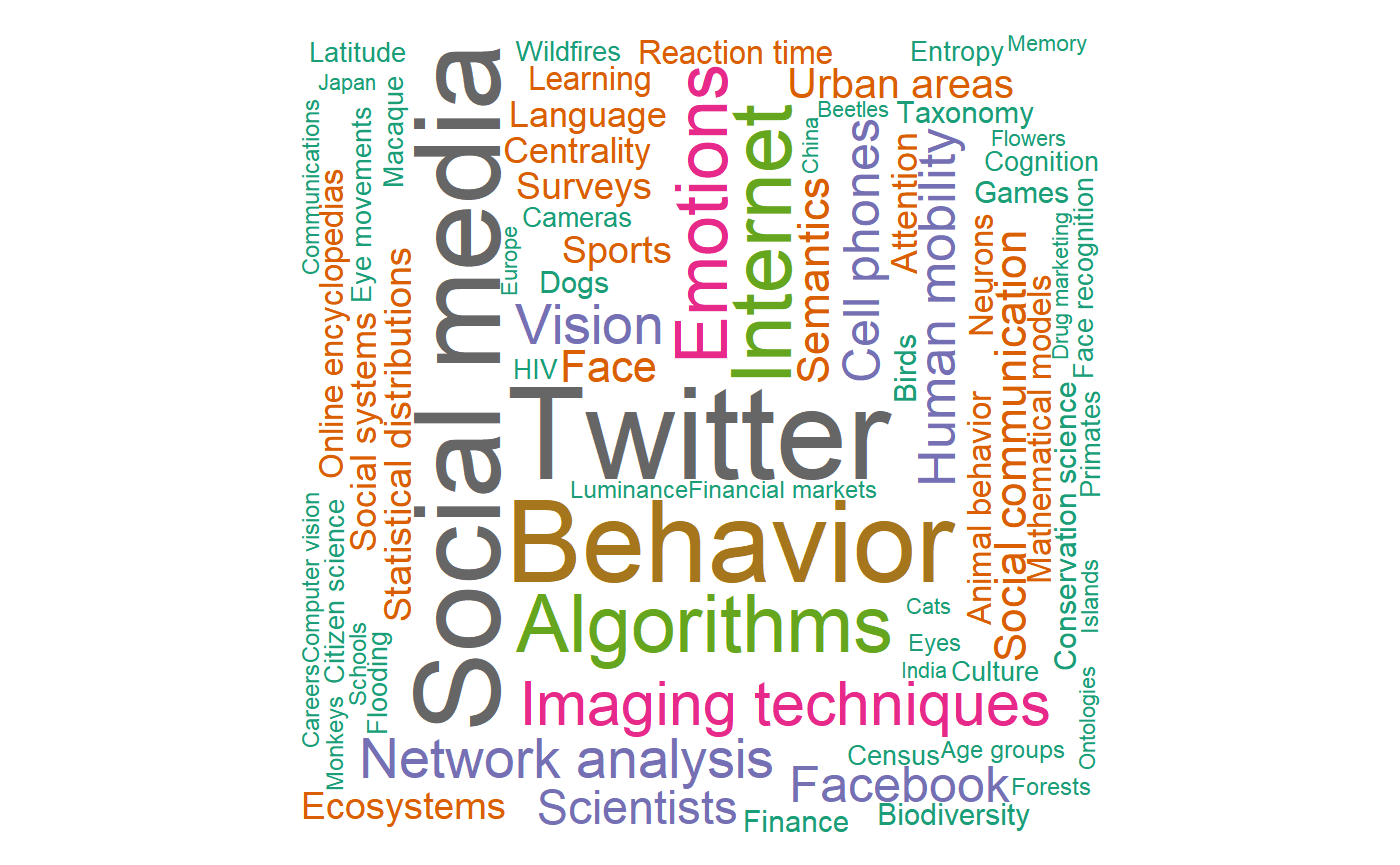 Latitude
Wildfires
Reaction time
Entropy
Memory
Japan
Learning
Urban areas
Macaque
Language
Emotions
Internet
Beetles
Taxonomy
Communications
Eye movements
Social media
Centrality
China
Cell phones
Attention
Human mobility
Flowers
Cognition
Online encyclopedias
Surveys
Semantics
Games
Cameras
Sports
Europe
Dogs
Neurons
Drug marketing
Face recognition
Social systems
Statistical distributions
Vision
HIV
Face
Birds
Social communication
Mathematical models
Twitter
Animal behavior
Conservation science
Primates
Luminance
Financial markets
Computer vision
Citizen science
Behavior
Algorithms
Cats
Islands
Schools
Flooding
Eyes
India
Culture
Careers
Monkeys
Imaging techniques
Ontologies
Network analysis
Census
Age groups
Facebook
Forests
Ecosystems
Scientists
Finance
Biodiversity